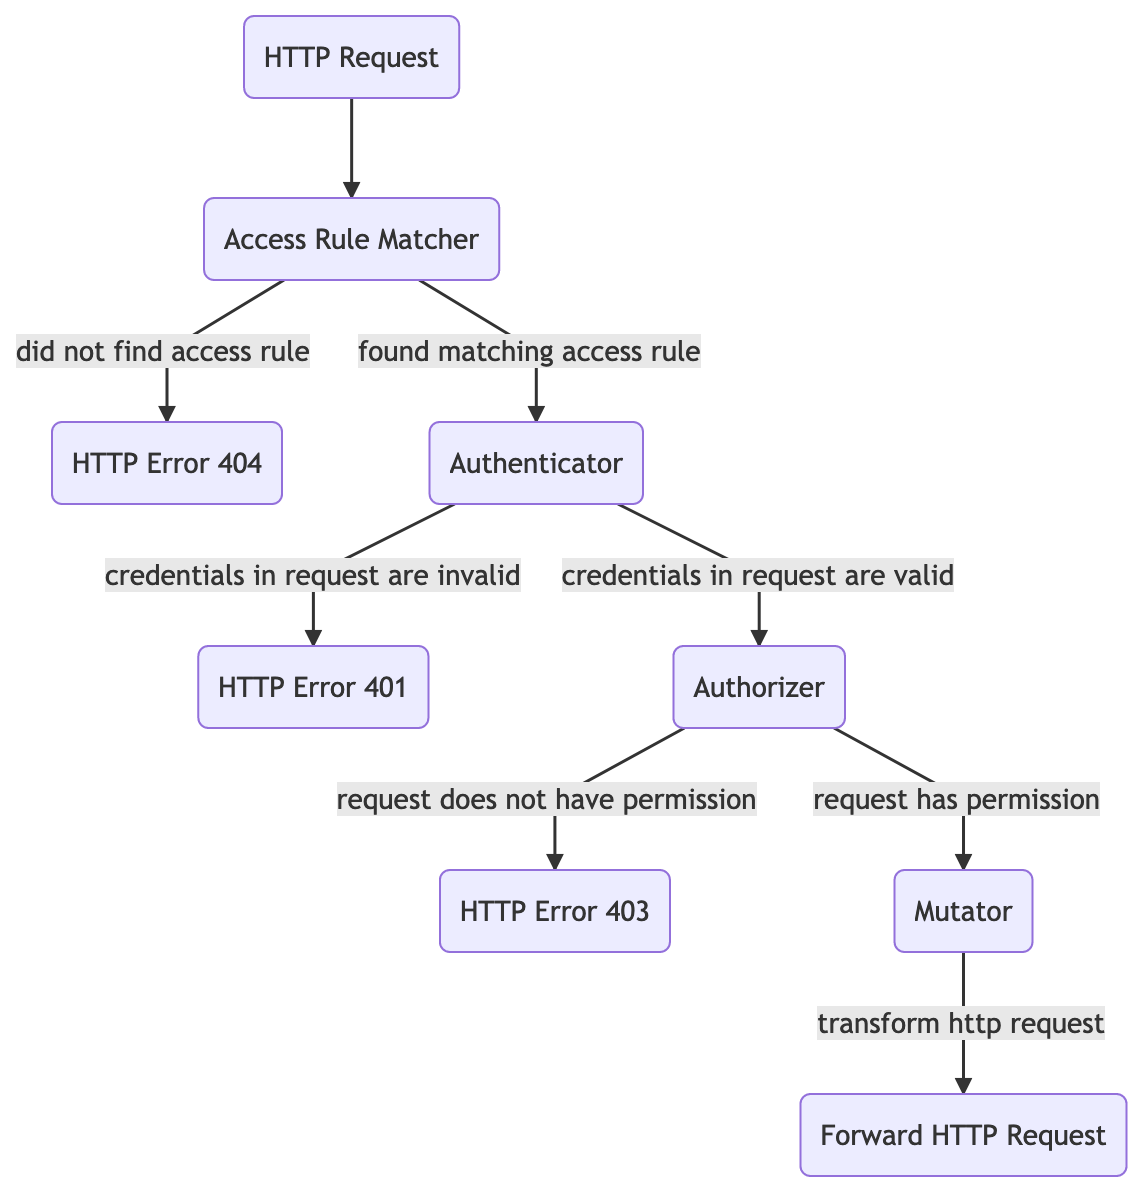 HTTP Request
Access Rule Matcher
did not find access rule
found matching access rule
HTTP Error 404
Authenticator
credentials in request are invalid
credentials in request are valid
HTTP Error 401
Authorizer
request does not have permission
request has permission
HTTP Error 403
Mutator
transform http request
Forward HTTP Request